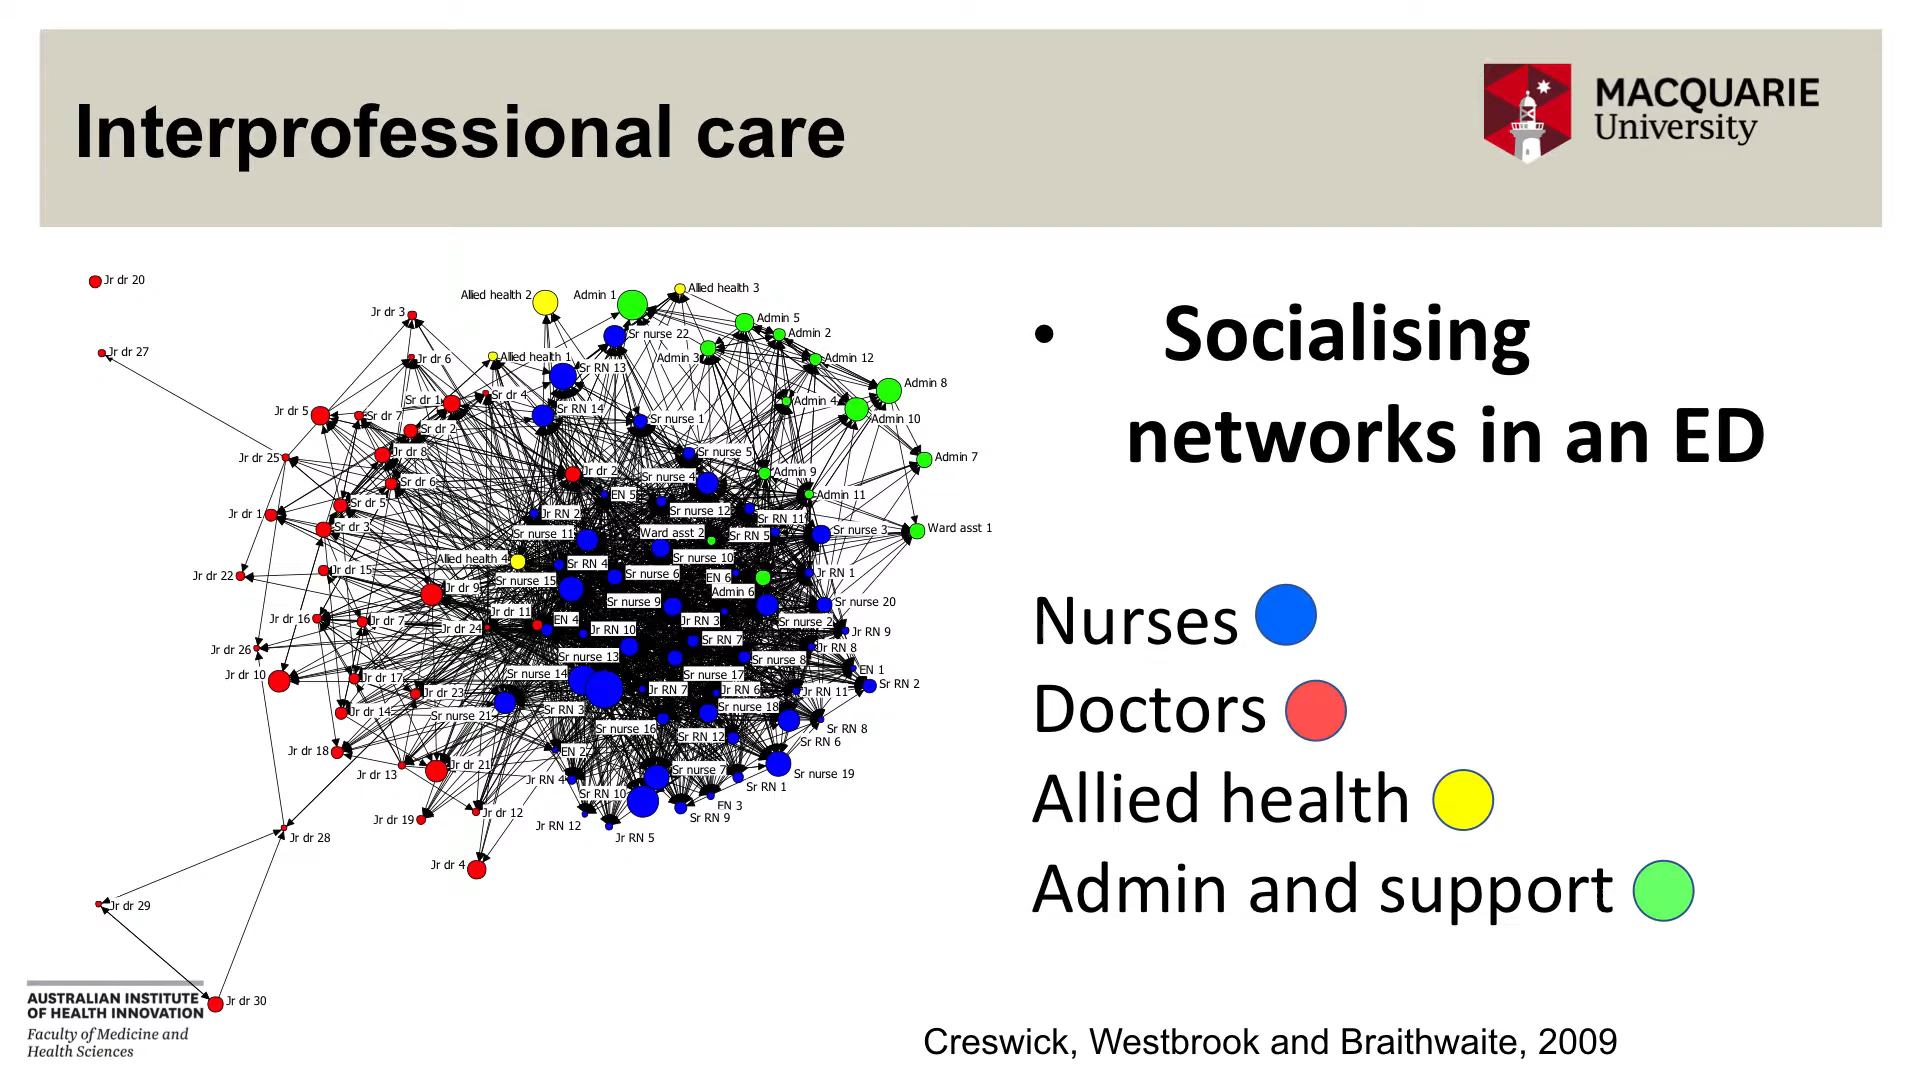 Interprofessional care
MACQUARIE
University
Jr dr 20
Jr dr 27
Jr dr 3
Jr dr 6
Allied health 2
Admin 1
Allied health 3
Sr nurse 22
Admin 5
Admin 2
Admin 3
Admin 12
Allied health 1
Sr RN 13
Admin 8
Sr dr 4
Sr dr 1
Jr dr 5
Sr dr 7
Sr RN 14
Sr nurse 1
Admin 4
Admin 10
Sr dr 2
Jr dr 8
Jr dr 25
Sr nurse 5
Admin 7
Jr dr 2
Sr nurse 4
Admin 9
Sr dr 6
EN 5
Admin 11
Sr dr 5
Jr dr 1
Jr RN 2
Sr nurse 12
Sr RN 11
Sr dr 3
Sr nurse 11
Ward asst 2
Sr RN 5
Sr nurse 3
Ward asst 1
Allied health 4
Sr nurse 10
Sr RN 4
Jr dr 22
Jr dr 15
Sr nurse 15
Sr nurse 6
EN 6
Jr RN 1
Jr dr 9
Admin 6
Sr nurse 9
Sr nurse 20
Jr dr 11
Jr dr 16
Jr dr 7
EN 4
Jr RN 3
Sr nurse 2
Jr dr 24
Jr RN 10
Jr RN 9
Sr RN 7
Jr dr 26
Jr RN 8
Sr nurse 13
Sr nurse 8
Jr dr 10
Jr dr 17
Sr nurse 14
Sr nurse 17
EN 1
Sr RN 2
Jr dr 23
Jr RN 7
Jr RN 6
Jr RN 11
Jr dr 14
Sr nurse 21
Sr RN 3
Sr nurse 18
Sr nurse 16
Sr RN 12
Sr RN 8
Sr RN 6
Jr dr 18
EN 2
Jr dr 13
Jr dr 21
Jr RN 4
Sr nurse 7
Sr nurse 19
Sr RN 10
Sr RN 1
Jr dr 19
Jr dr 12
EN 3
Jr RN 12
Sr RN 9
Jr dr 28
Jr RN 5
Jr dr 4
Jr dr 29
Jr dr 30
• Socialising
networks in an ED
Nurses
Doctors
Allied health
Admin and support
AUSTRALIAN INSTITUTE
OF HEALTH INNOVATION
Faculty of Medicine and
Health Sciences
Creswick, Westbrook and Braithwaite, 2009